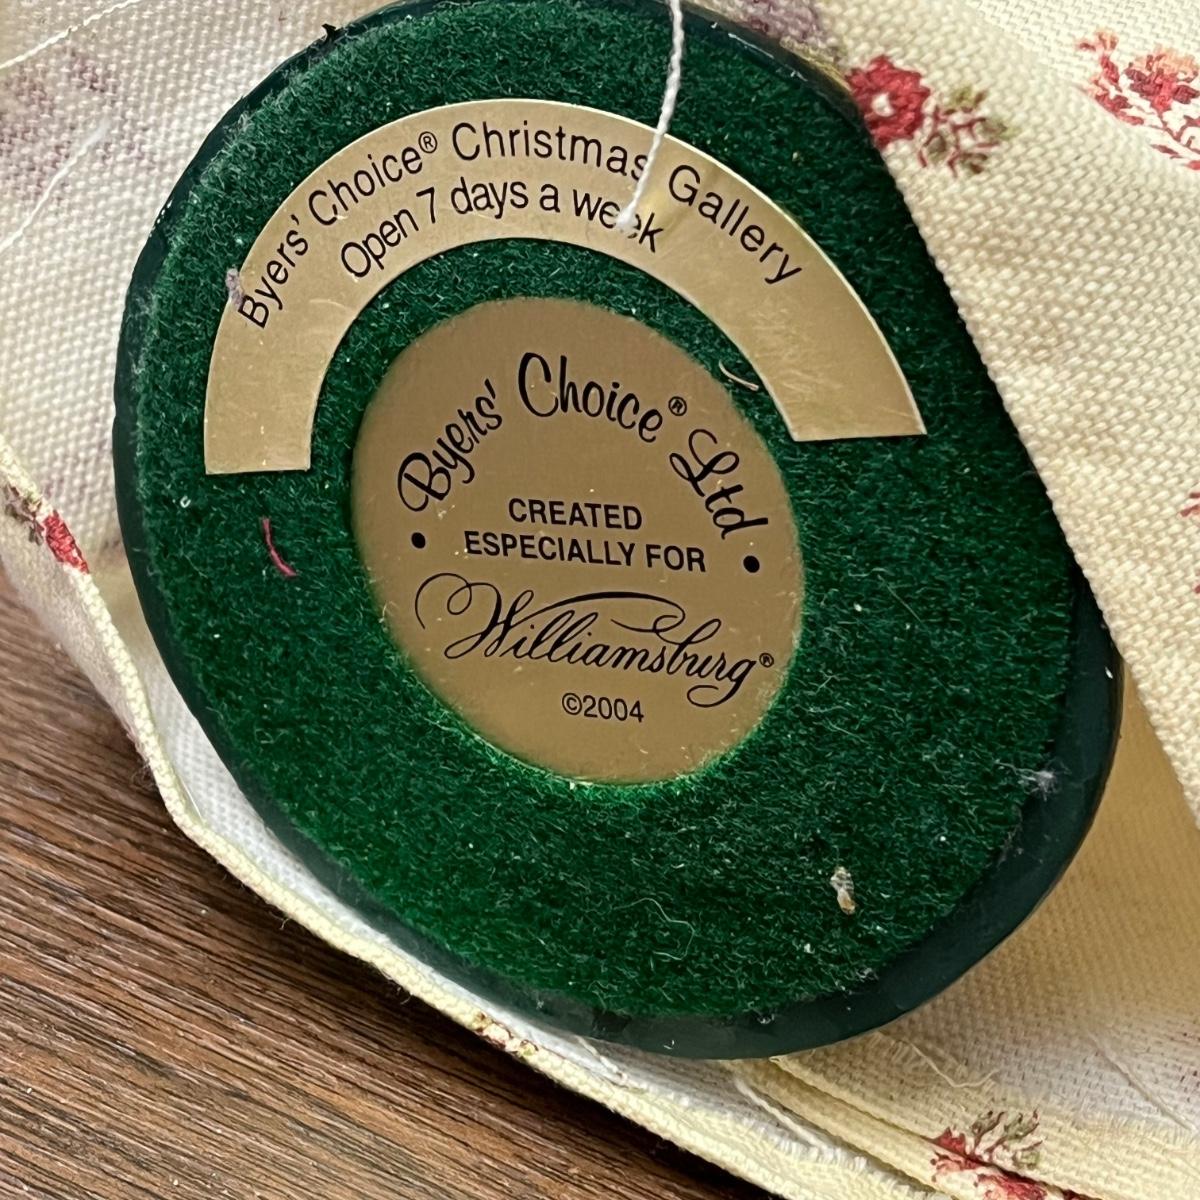 Byers' Choice® Christmas Gallery
Open 7 days a week
Byers' Choice® Ltd
• CREATED •
ESPECIALLY FOR
Williamsburg®
©2004